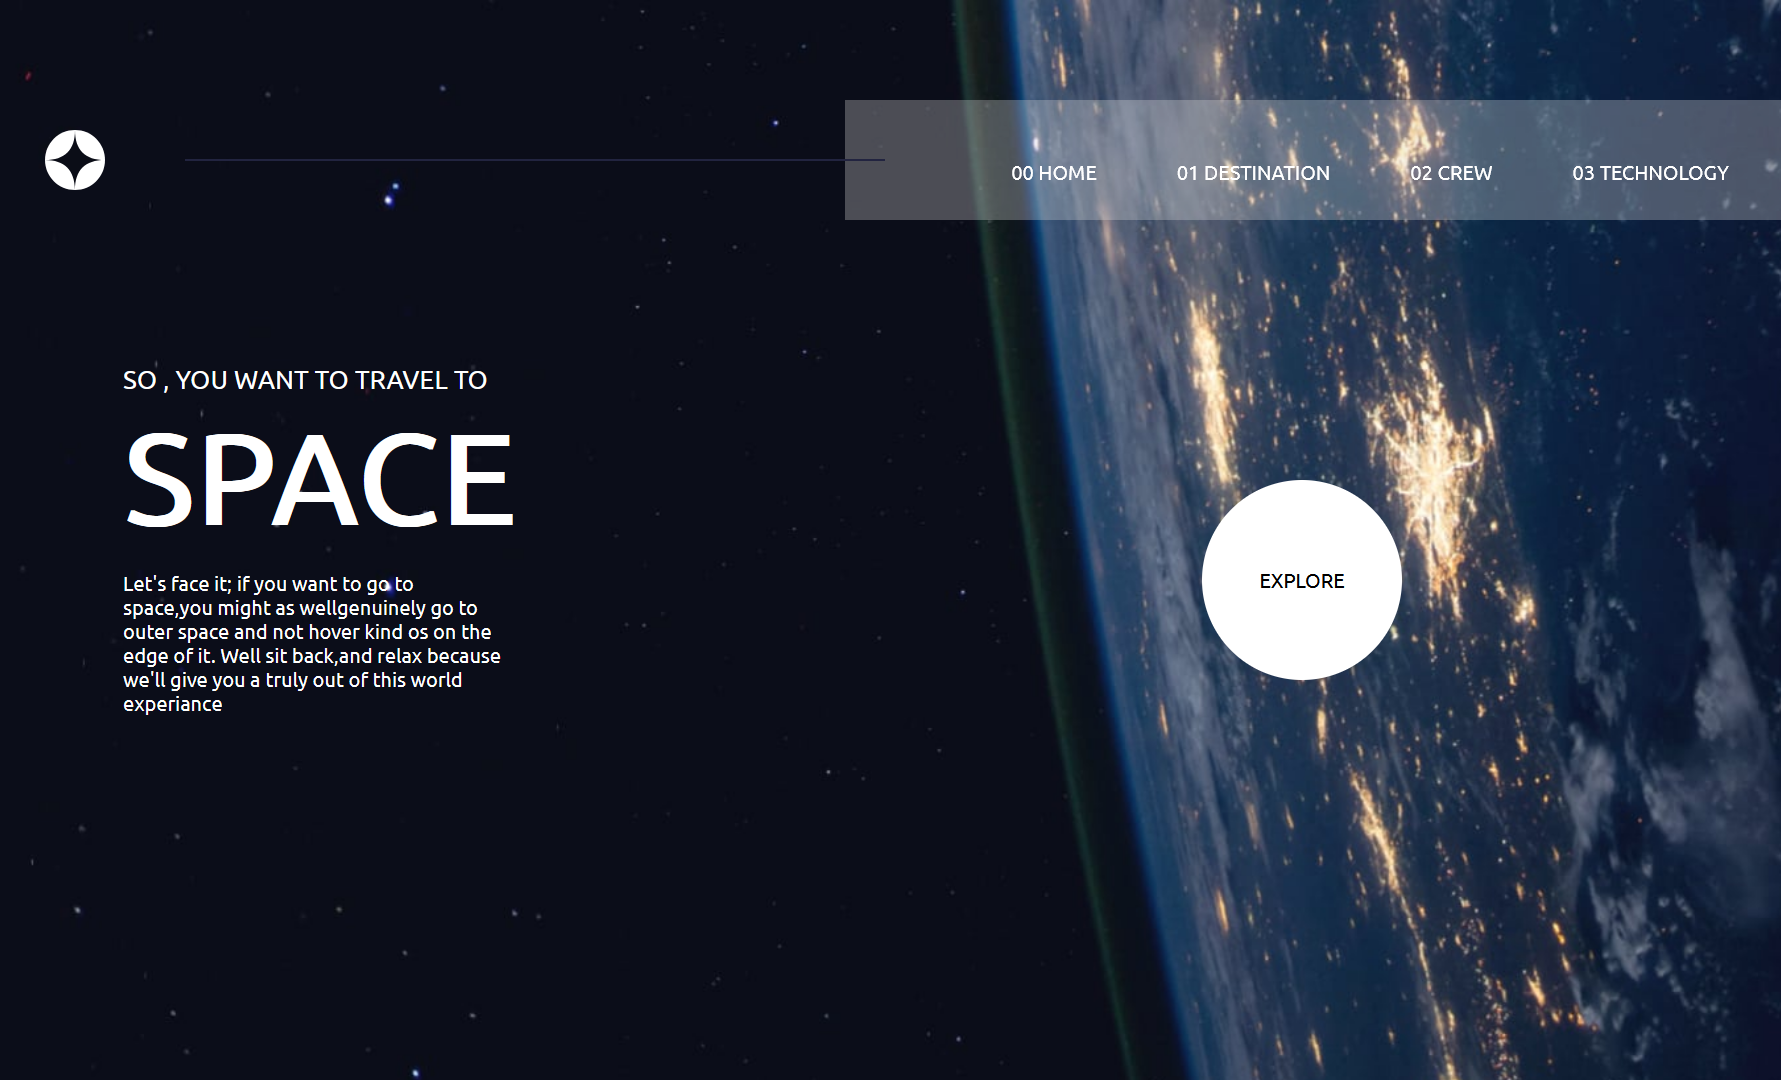 00 HOME 01 DESTINATION 02 CREW 03 TECHNOLOGY
SO , YOU WANT TO TRAVEL TO
SPACE
Let's face it; if you want to go to
space,you might as wellgenuinely go to
outer space and not hover kind os on the
edge of it. Well sit back,and relax because
we'll give you a truly out of this world
experiance
EXPLORE